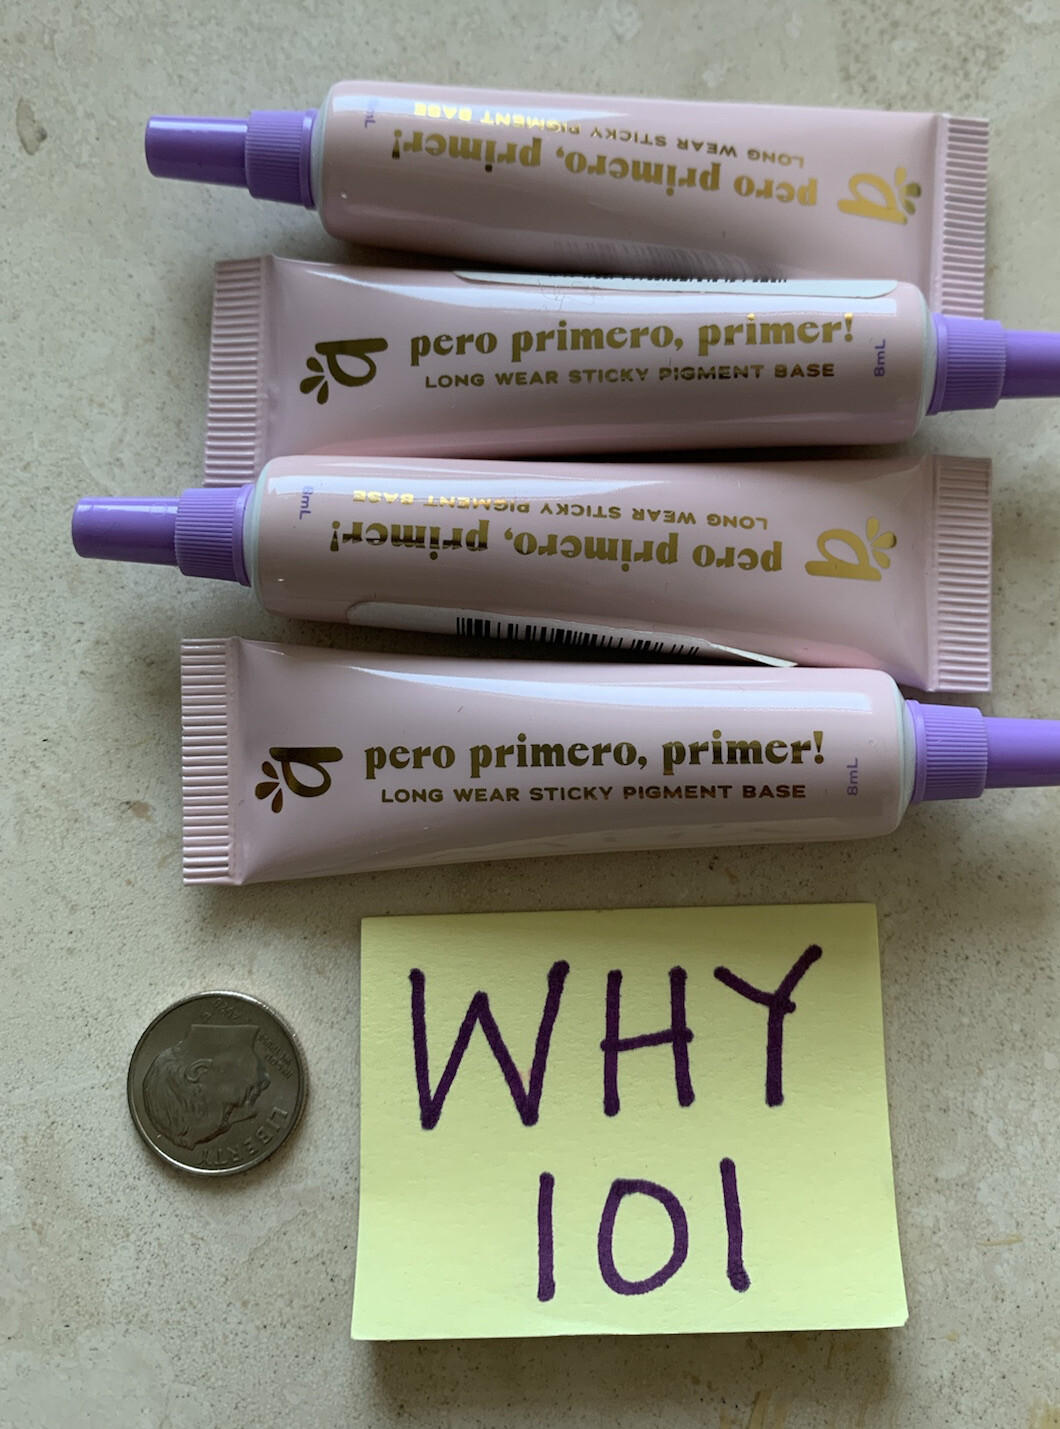 8mL
LONG WEAR STICKY PIGMENT BASE
pero primero, primer!
pero primero, primer!
LONG WEAR STICKY PIGMENT BASE
8mL
8mL
LONG WEAR STICKY PIGMENT BASE
pero primero, primer!
pero primero, primer!
LONG WEAR STICKY PIGMENT BASE
8mL
LIBERTY
WHY
101